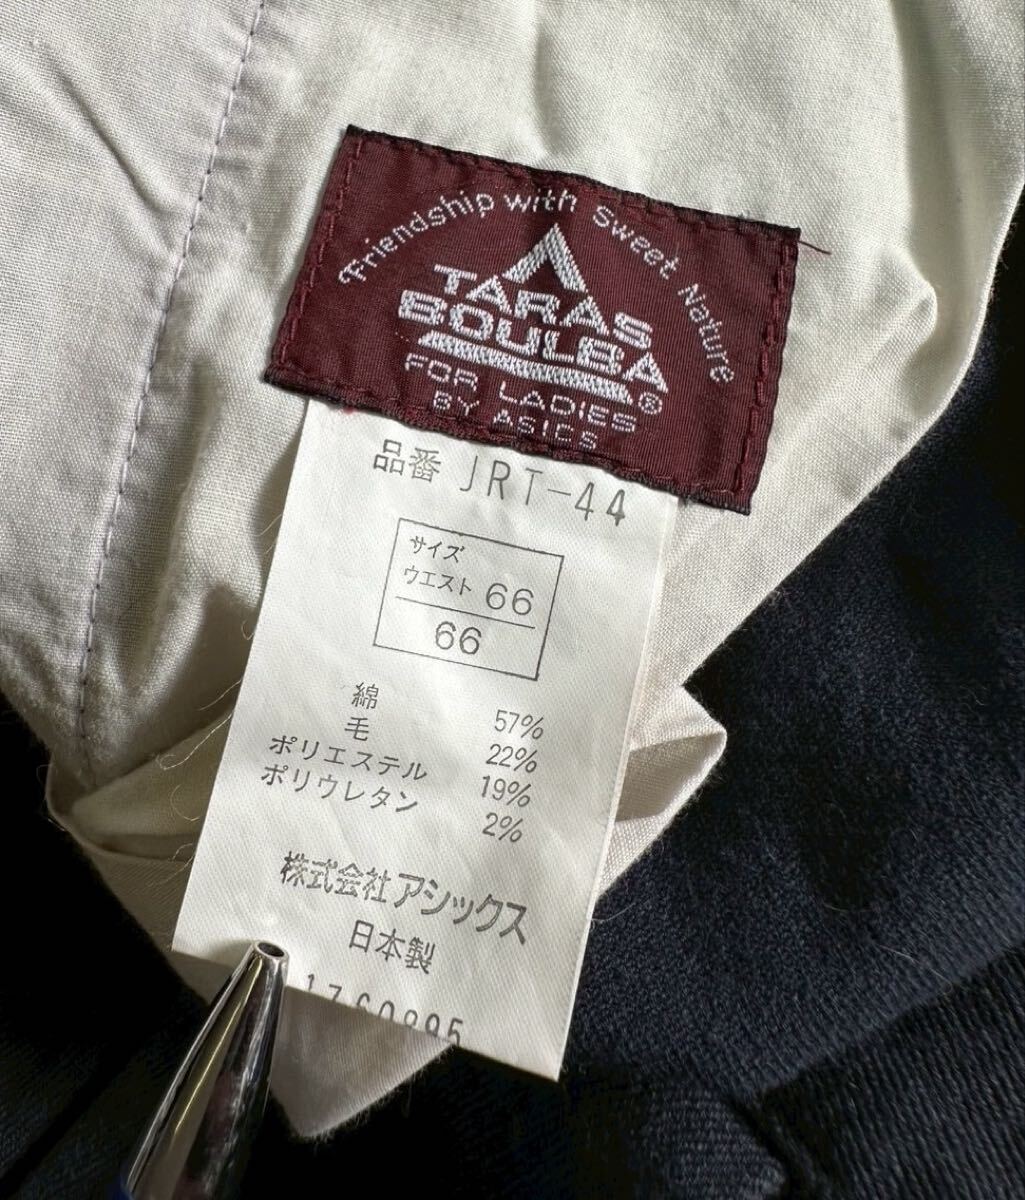 Friendship with Sweet Nature
TARAS
BOULBA®
FOR LADIES
BY ASICS
品番 JRT-44
サイズ
ウエスト 66
66
綿 57%
毛 22%
ポリエステル 19%
ポリウレタン 2%
株式会社アシックス
日本製
1760895